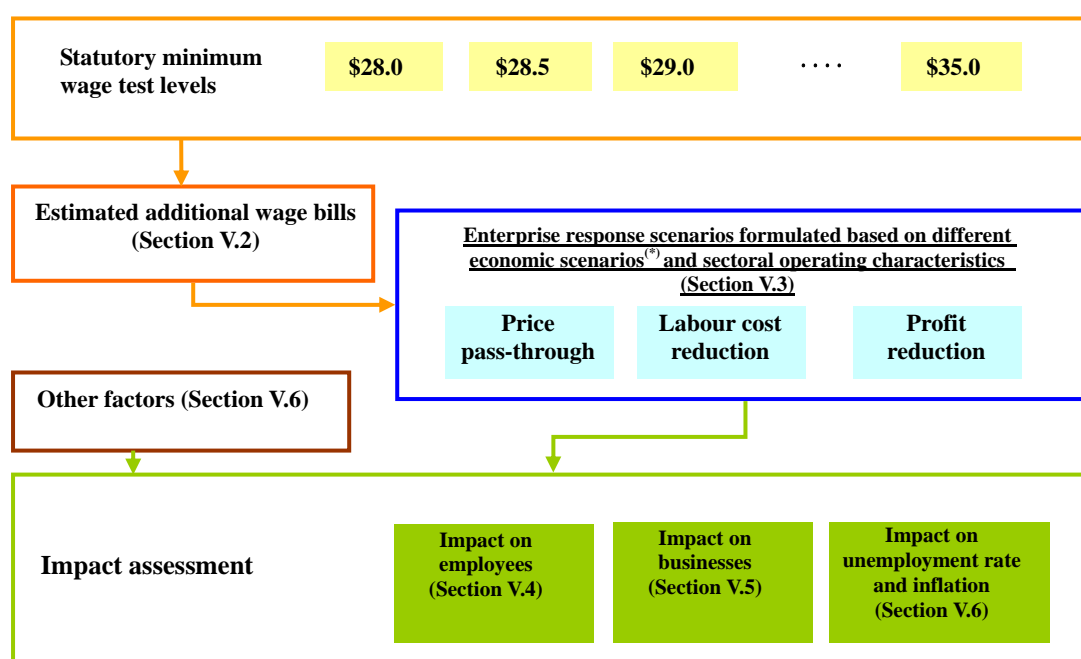 Statutory minimum
wage test levels
$28.0
$28.5
$29.0
....
$35.0
Estimated additional wage bills
(Section V.2)
Enterprise response scenarios formulated based on different
economic scenarios(*) and sectoral operating characteristics
(Section V.3)
Price
pass-through
Labour cost
reduction
Profit
reduction
Other factors (Section V.6)
Impact assessment
Impact on
employees
(Section V.4)
Impact on
businesses
(Section V.5)
Impact on
unemployment rate
and inflation
(Section V.6)